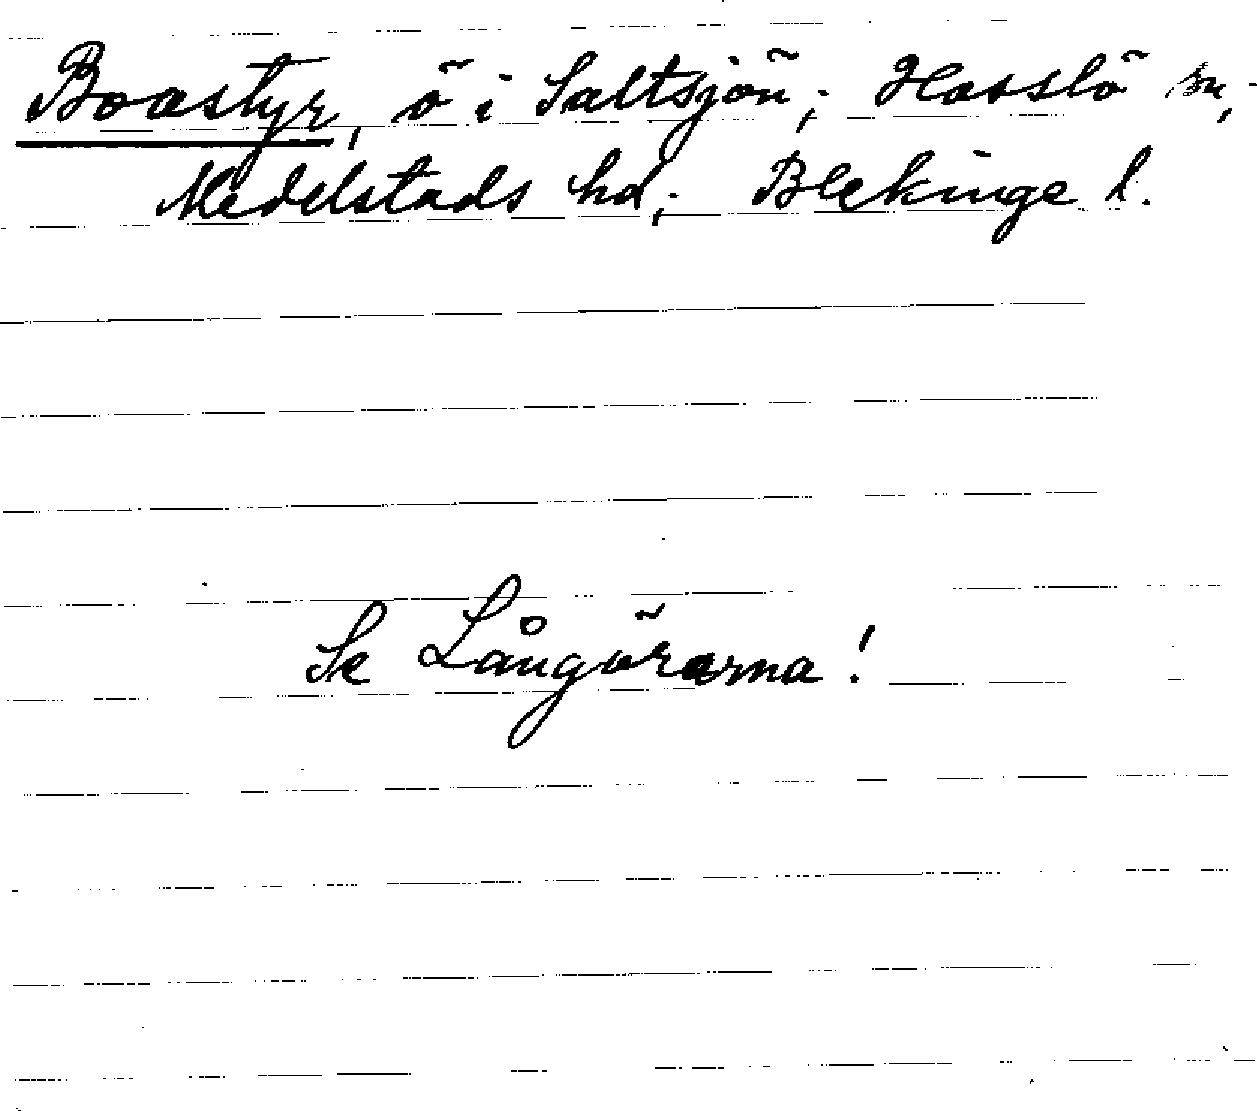 Boastyr, ö i Saltsjön; Hasslö sn,
Medelstads hd; Blekinge l.
Se Långörarna!